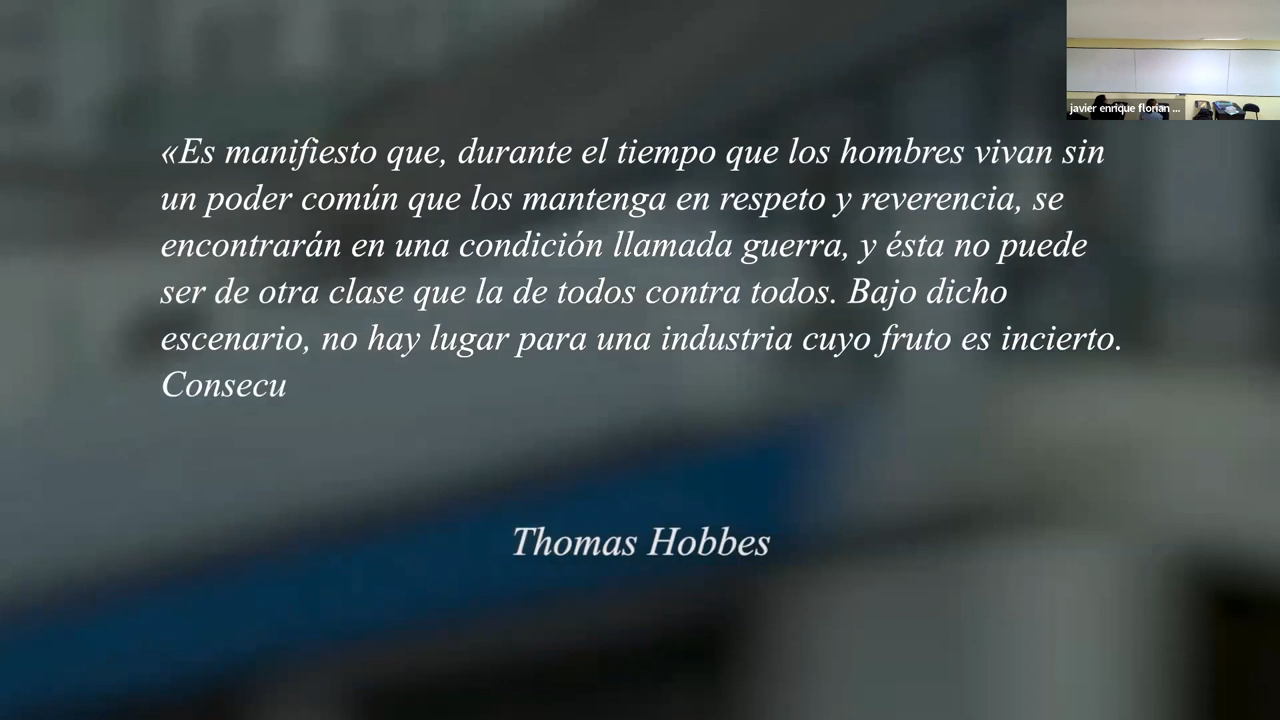 javier enrique florian ...
«Es manifiesto que, durante el tiempo que los hombres vivan sin
un poder común que los mantenga en respeto y reverencia, se
encontrarán en una condición llamada guerra, y ésta no puede
ser de otra clase que la de todos contra todos. Bajo dicho
escenario, no hay lugar para una industria cuyo fruto es incierto.
Consecu
Thomas Hobbes